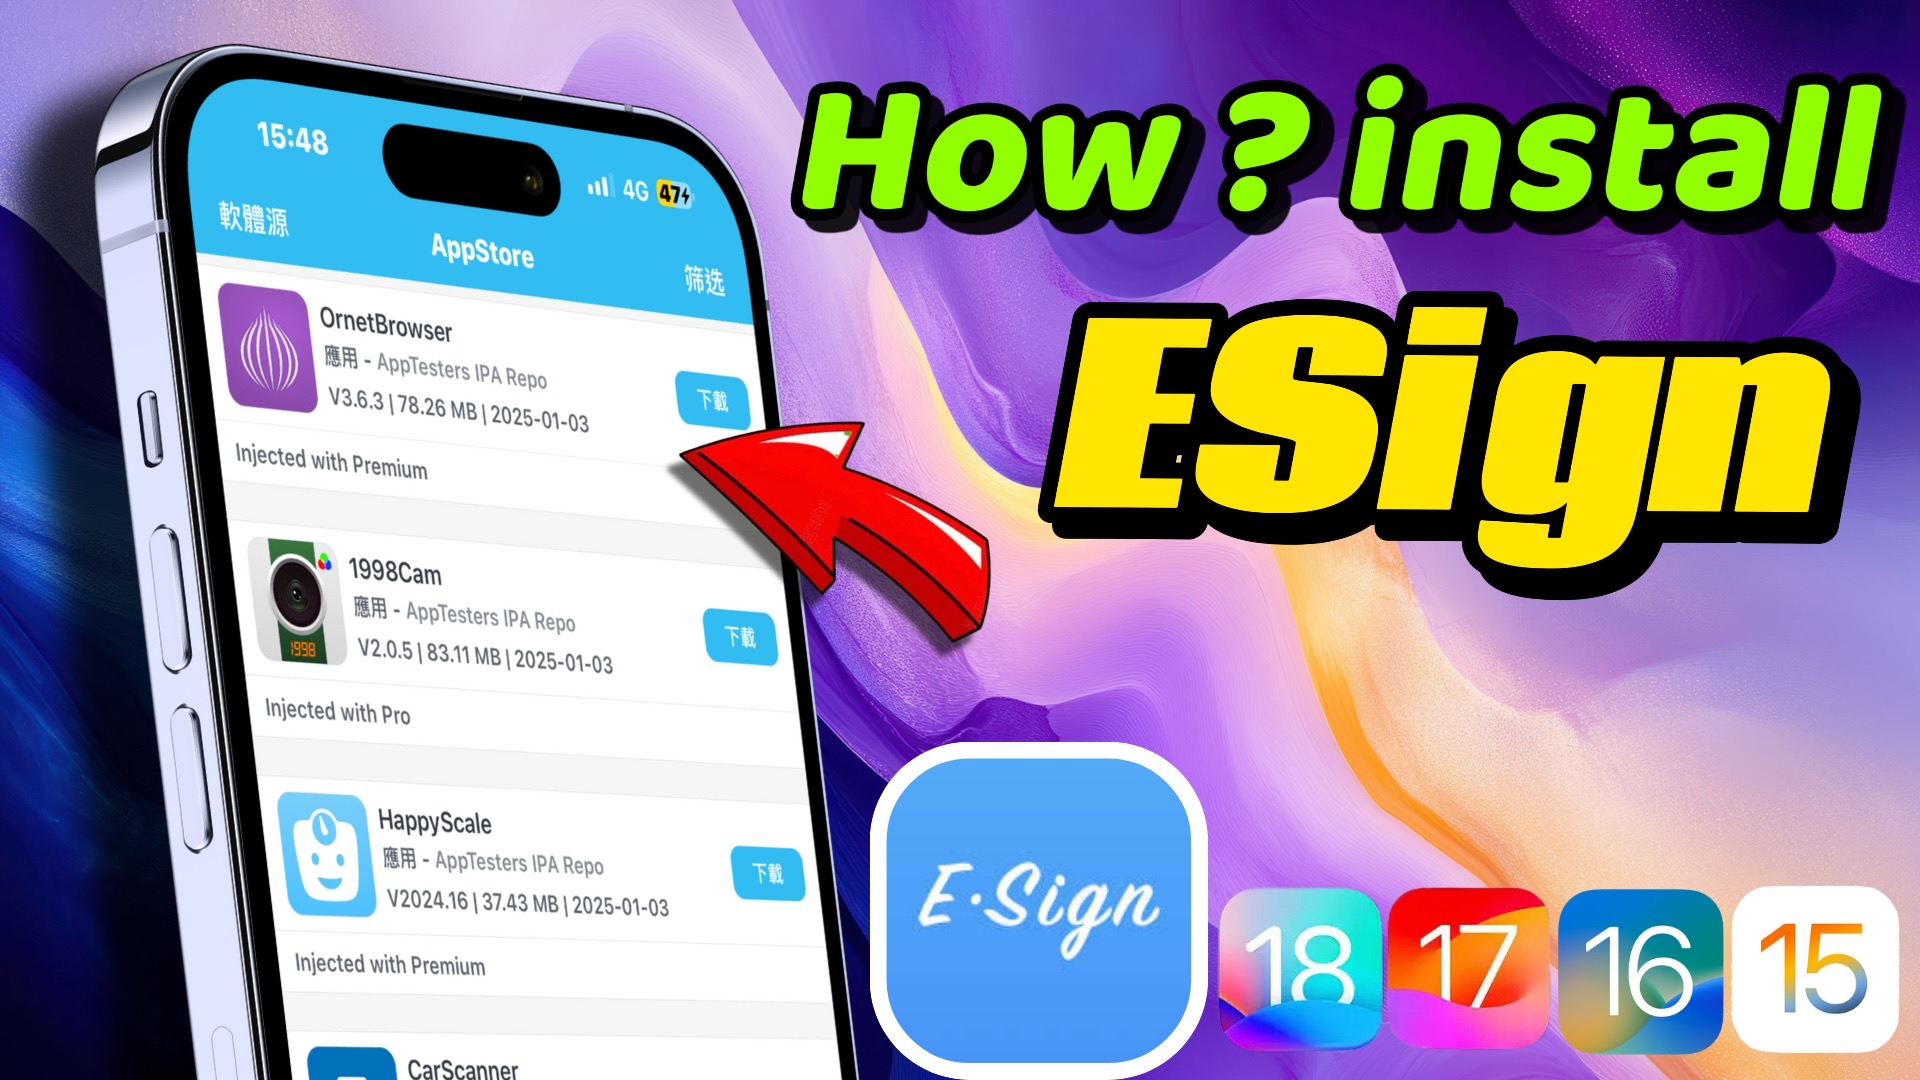 How ? install
ESign
15:48
4G 47
軟體源
AppStore
筛选
OrnetBrowser
應用 - AppTesters IPA Repo
V3.6.3 | 78.26 MB | 2025-01-03
下載
Injected with Premium
1998Cam
應用 - AppTesters IPA Repo
V2.0.5 | 83.11 MB | 2025-01-03
下載
1998
Injected with Pro
HappyScale
應用 - AppTesters IPA Repo
V2024.16 | 37.43 MB | 2025-01-03
下載
Injected with Premium
CarScanner
E·Sign
18
17
16
15